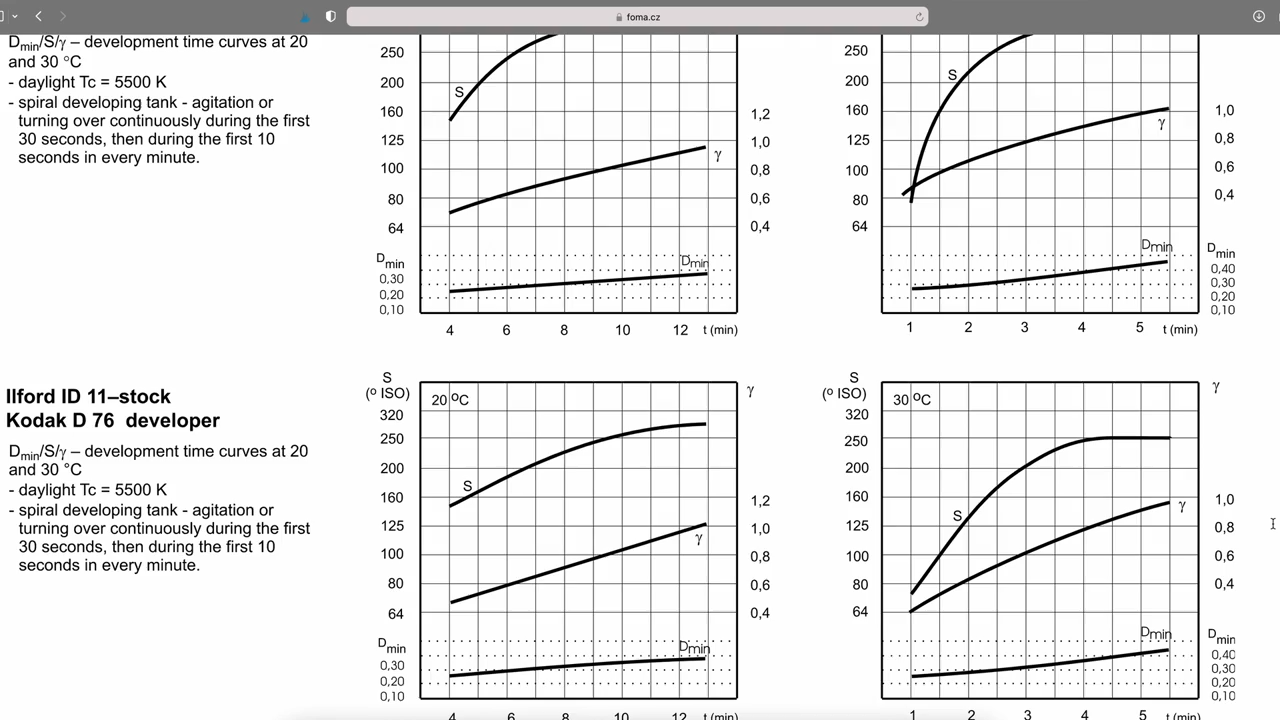 foma.cz
Dmin/S/γ – development time curves at 20
and 30 °C
- daylight Tc = 5500 K
- spiral developing tank - agitation or
turning over continuously during the first
30 seconds, then during the first 10
seconds in every minute.
250
200
160
125
100
80
64
S
γ
1,2
1,0
0,8
0,6
0,4
Dmin
0,30
0,20
0,10
Dmin
4 6 8 10 12 t (min)
250
200
160
125
100
80
64
S
γ
1,0
0,8
0,6
0,4
Dmin
Dmin
0,40
0,30
0,20
0,10
1 2 3 4 5 t (min)
Ilford ID 11–stock
Kodak D 76 developer
Dmin/S/γ – development time curves at 20
and 30 °C
- daylight Tc = 5500 K
- spiral developing tank - agitation or
turning over continuously during the first
30 seconds, then during the first 10
seconds in every minute.
S
(º ISO)
20 ºC
γ
320
250
200
160
125
100
80
64
S
γ
1,2
1,0
0,8
0,6
0,4
Dmin
0,30
0,20
0,10
Dmin
4 6 8 10 12 t (min)
S
(º ISO)
30 ºC
γ
320
250
200
160
125
100
80
64
S
γ
1,0
0,8
0,6
0,4
Dmin
Dmin
0,40
0,30
0,20
0,10
1 2 3 4 5 t (min)